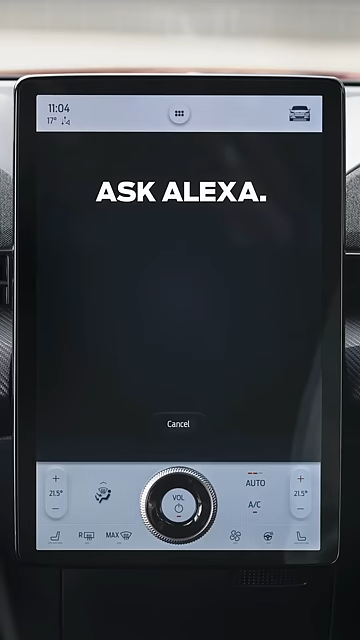 11:04
17°
ASK ALEXA.
Cancel
21.5°
VOL
AUTO
A/C
21.5°
R
MAX